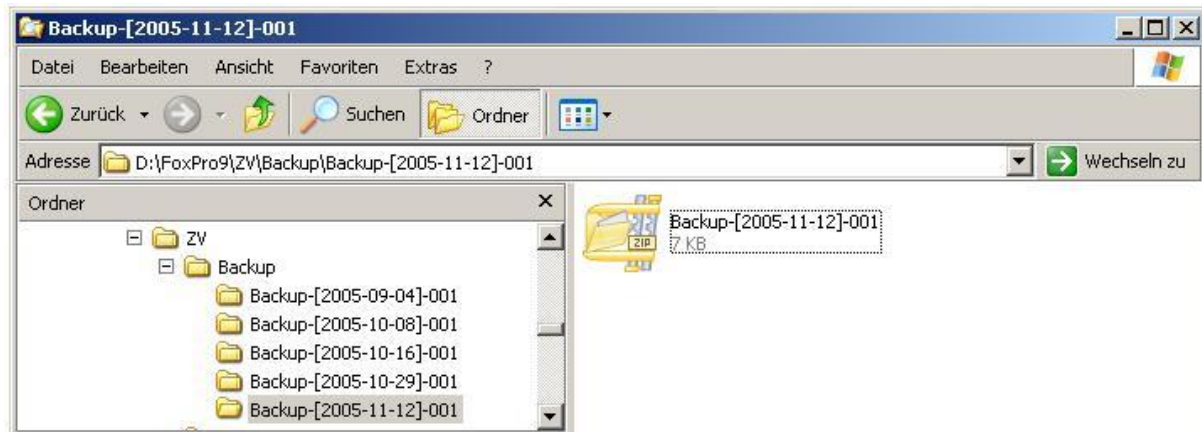 Backup-[2005-11-12]-001
Datei Bearbeiten Ansicht Favoriten Extras ?
Zurück Suchen Ordner
Adresse D:\FoxPro9\ZV\Backup\Backup-[2005-11-12]-001 Wechseln zu
Ordner
ZV
Backup
Backup-[2005-09-04]-001
Backup-[2005-10-08]-001
Backup-[2005-10-16]-001
Backup-[2005-10-29]-001
Backup-[2005-11-12]-001
ZIP
Backup-[2005-11-12]-001
7 KB